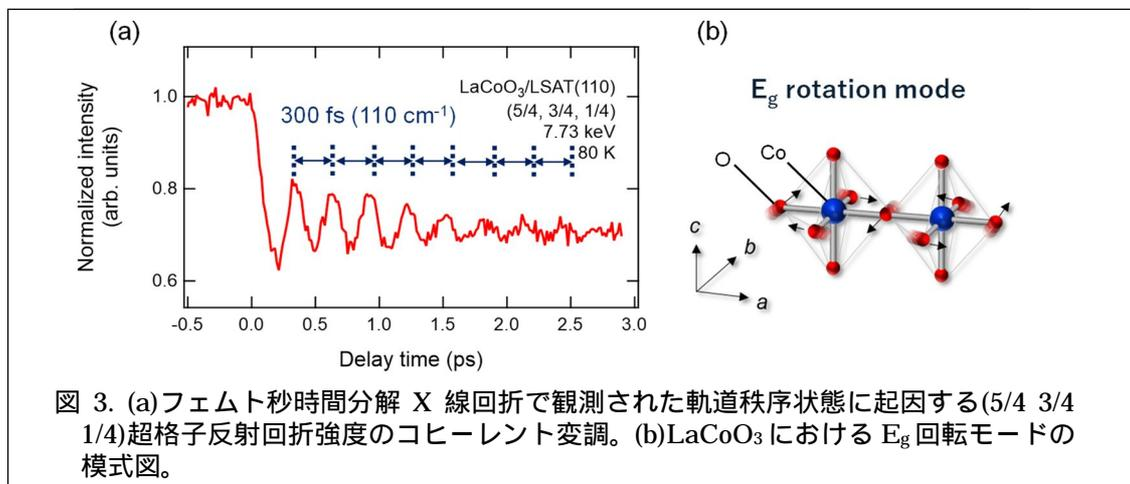 (a)
Normalized intensity
(arb. units)
1.0
0.8
0.6
LaCoO₃/LSAT(110)
(5/4, 3/4, 1/4)
7.73 keV
80 K
300 fs (110 cm⁻¹)
-0.5 0.0 0.5 1.0 1.5 2.0 2.5 3.0
Delay time (ps)
(b)
E_g rotation mode
O
Co
c
b
a
図 3. (a)フェムト秒時間分解 X 線回折で観測された軌道秩序状態に起因する(5/4 3/4
1/4)超格子反射回折強度のコヒーレント変調。(b)LaCoO₃ における E_g 回転モードの
模式図。